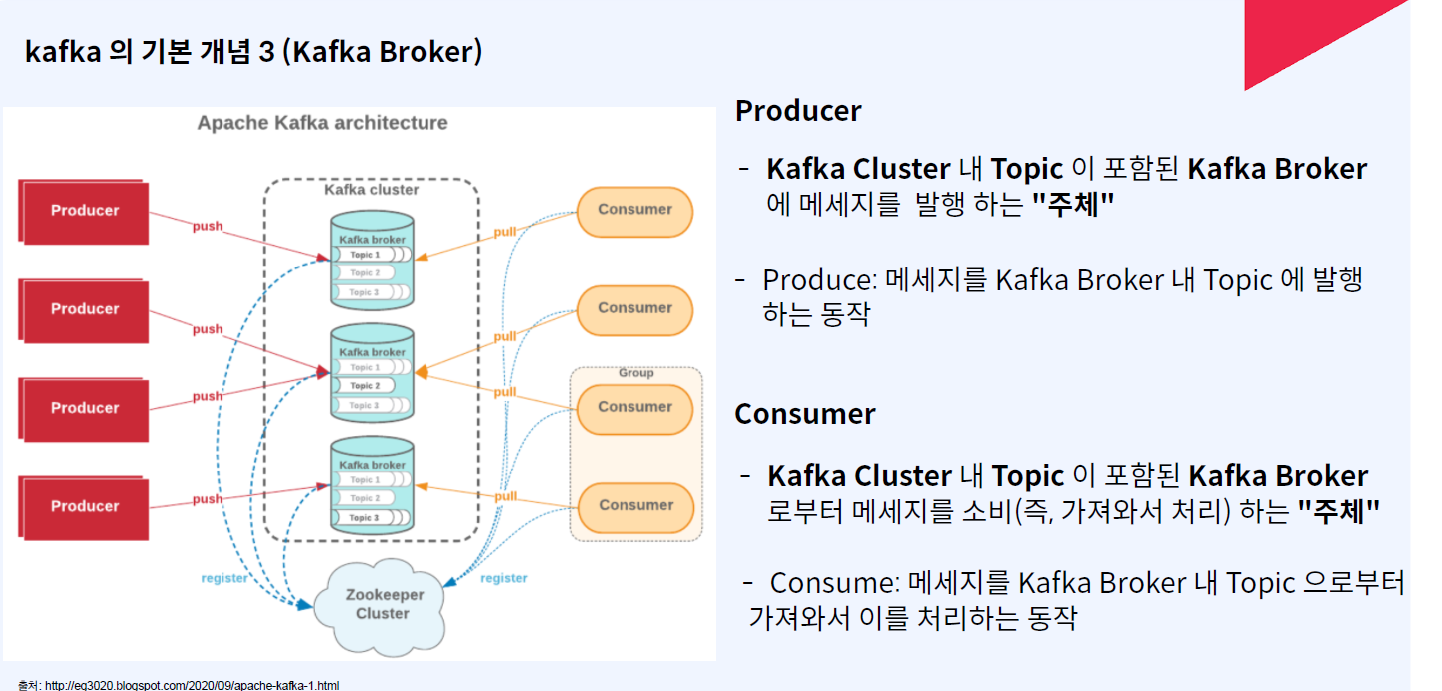 kafka 의 기본 개념 3 (Kafka Broker)
Apache Kafka architecture
Producer
Producer
Producer
Producer
push
push
push
push
Kafka cluster
Kafka broker
Topic 1
Topic 2
Topic 3
Kafka broker
Topic 1
Topic 2
Topic 3
Kafka broker
Topic 1
Topic 2
Topic 3
pull
pull
pull
pull
Consumer
Consumer
Group
Consumer
Consumer
register
register
Zookeeper
Cluster
Producer
- Kafka Cluster 내 Topic 이 포함된 Kafka Broker
에 메세지를 발행 하는 "주체"
- Produce: 메세지를 Kafka Broker 내 Topic 에 발행
하는 동작
Consumer
- Kafka Cluster 내 Topic 이 포함된 Kafka Broker
로부터 메세지를 소비(즉, 가져와서 처리) 하는 "주체"
- Consume: 메세지를 Kafka Broker 내 Topic 으로부터
가져와서 이를 처리하는 동작
출처: http://eg3020.blogspot.com/2020/09/apache-kafka-1.html